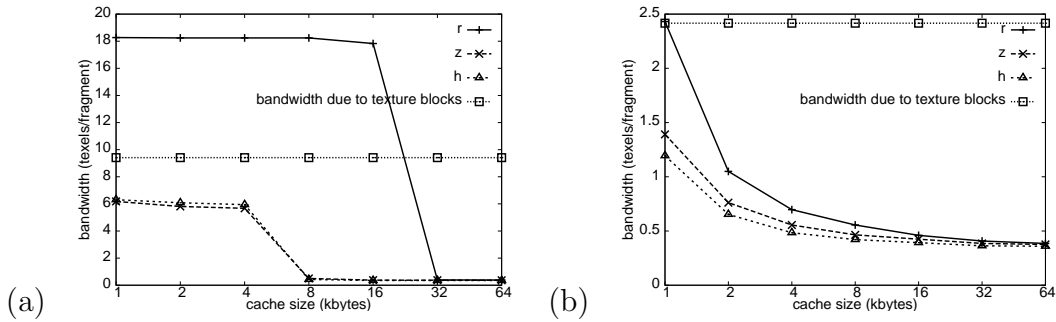 20
18
16
14
12
10
8
6
4
2
0
bandwidth (texels/fragment)
r
z
h
bandwidth due to texture blocks
1 2 4 8 16 32 64
cache size (kbytes)
(a)
2.5
2
1.5
1
0.5
0
bandwidth (texels/fragment)
r
z
h
bandwidth due to texture blocks
1 2 4 8 16 32 64
cache size (kbytes)
(b)